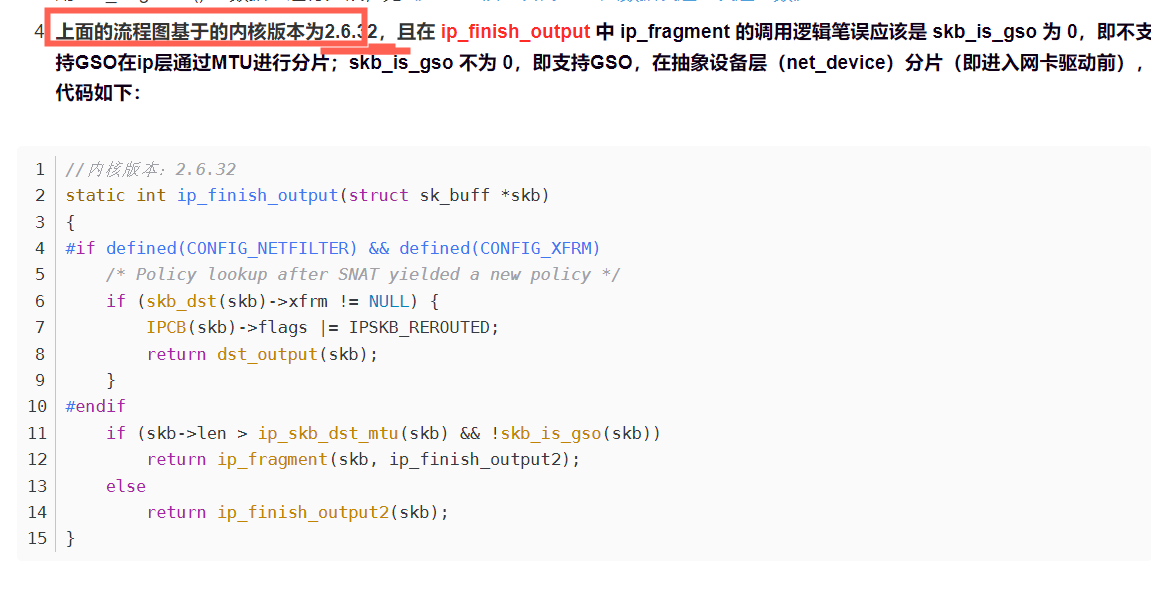 4 上面的流程图基于的内核版本为2.6.32，且在 ip_finish_output 中 ip_fragment 的调用逻辑笔误应该是 skb_is_gso 为 0，即不支
持GSO在ip层通过MTU进行分片；skb_is_gso 不为 0，即支持GSO，在抽象设备层（net_device）分片（即进入网卡驱动前），
代码如下：
1 //内核版本：2.6.32
2 static int ip_finish_output(struct sk_buff *skb)
3 {
4 #if defined(CONFIG_NETFILTER) && defined(CONFIG_XFRM)
5     /* Policy lookup after SNAT yielded a new policy */
6     if (skb_dst(skb)->xfrm != NULL) {
7         IPCB(skb)->flags |= IPSKB_REROUTED;
8         return dst_output(skb);
9     }
10 #endif
11     if (skb->len > ip_skb_dst_mtu(skb) && !skb_is_gso(skb))
12         return ip_fragment(skb, ip_finish_output2);
13     else
14         return ip_finish_output2(skb);
15 }